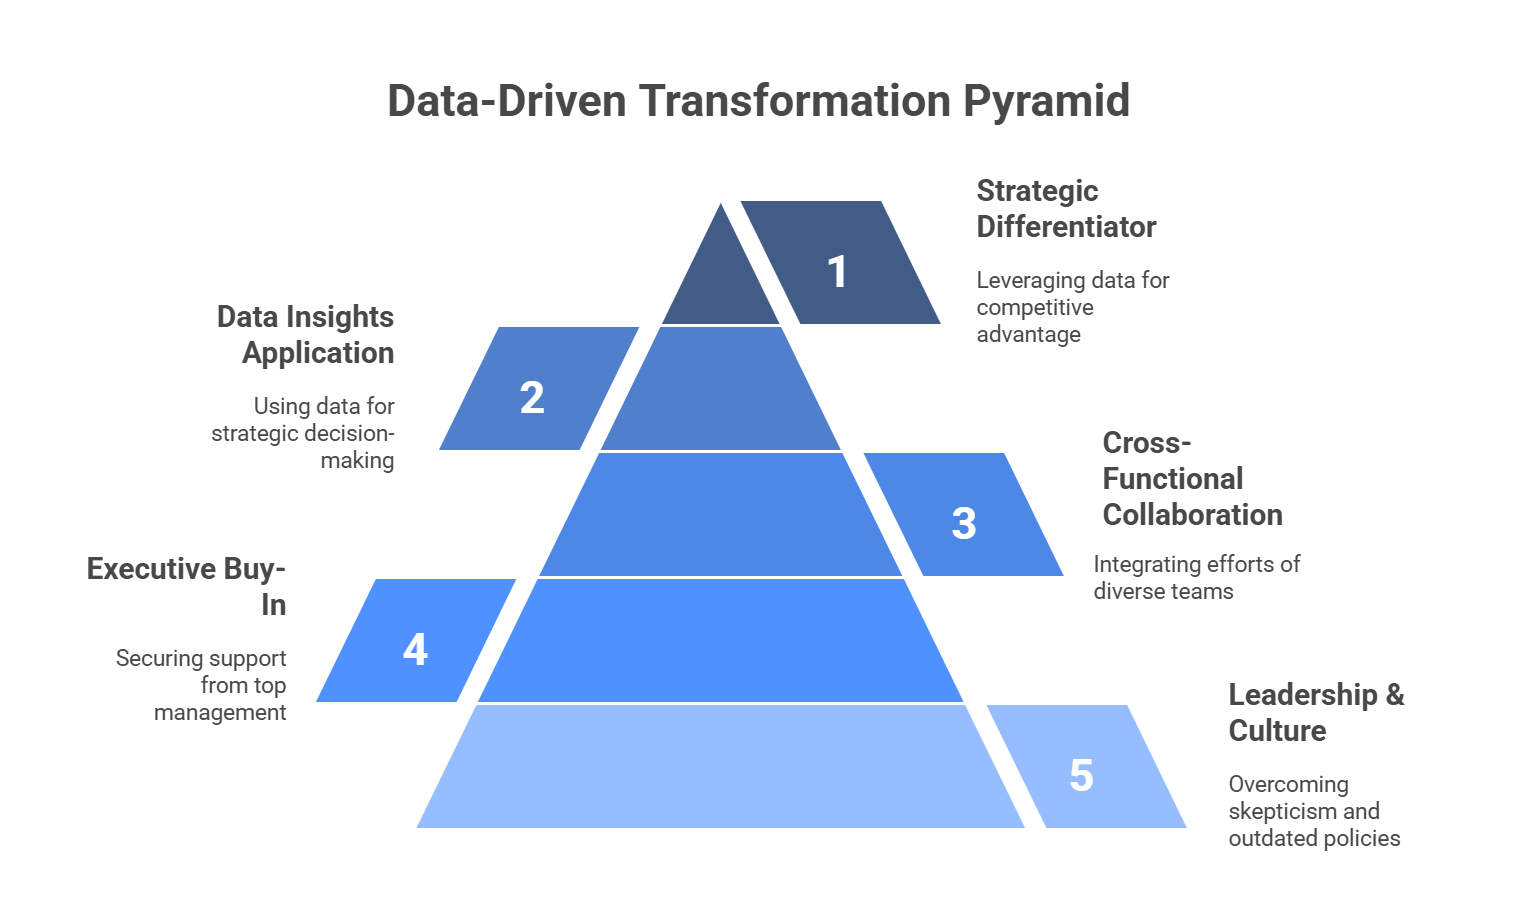 Data-Driven Transformation Pyramid
1
Strategic
Differentiator
Leveraging data for
competitive
advantage
Data Insights
Application
Using data for
strategic decision-
making
2
3
Cross-
Functional
Collaboration
Integrating efforts of
diverse teams
Executive Buy-
In
Securing support
from top
management
4
5
Leadership &
Culture
Overcoming
skepticism and
outdated policies